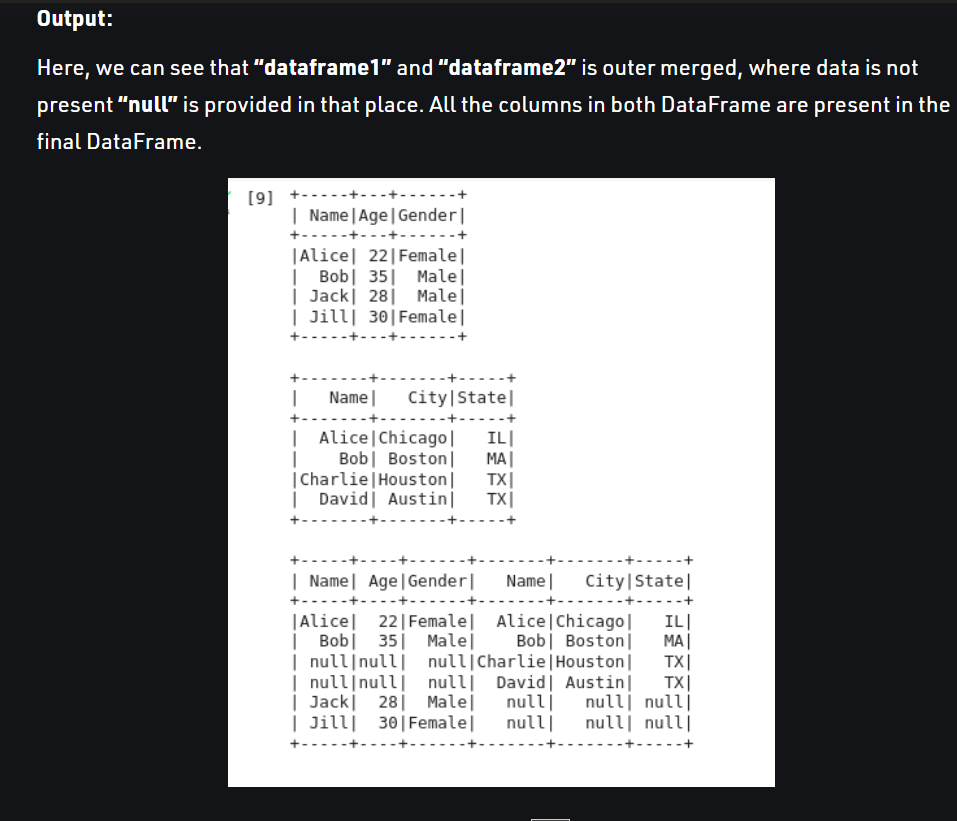 Output:
Here, we can see that “dataframe1” and “dataframe2” is outer merged, where data is not
present “null” is provided in that place. All the columns in both DataFrame are present in the
final DataFrame.
[9] +-----+---+------+
| Name|Age|Gender|
+-----+---+------+
|Alice| 22|Female|
|  Bob| 35|  Male|
| Jack| 28|  Male|
| Jill| 30|Female|
+-----+---+------+
+-------+-------+-----+
|   Name|   City|State|
+-------+-------+-----+
|  Alice|Chicago|   IL|
|    Bob| Boston|   MA|
|Charlie|Houston|   TX|
|  David| Austin|   TX|
+-------+-------+-----+
+-----+----+------+-------+-------+-----+
| Name| Age|Gender|   Name|   City|State|
+-----+----+------+-------+-------+-----+
|Alice|  22|Female|  Alice|Chicago|   IL|
|  Bob|  35|  Male|    Bob| Boston|   MA|
| null|null|  null|Charlie|Houston|   TX|
| null|null|  null|  David| Austin|   TX|
| Jack|  28|  Male|   null|   null| null|
| Jill|  30|Female|   null|   null| null|
+-----+----+------+-------+-------+-----+